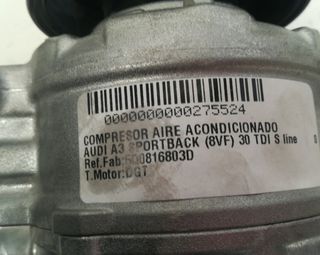 0000000000275524
COMPRESOR AIRE ACONDICIONADO
AUDI A3 SPORTBACK (8VF) 30 TDI S line
Ref.Fab:5Q0816803D
T.Motor:DGT